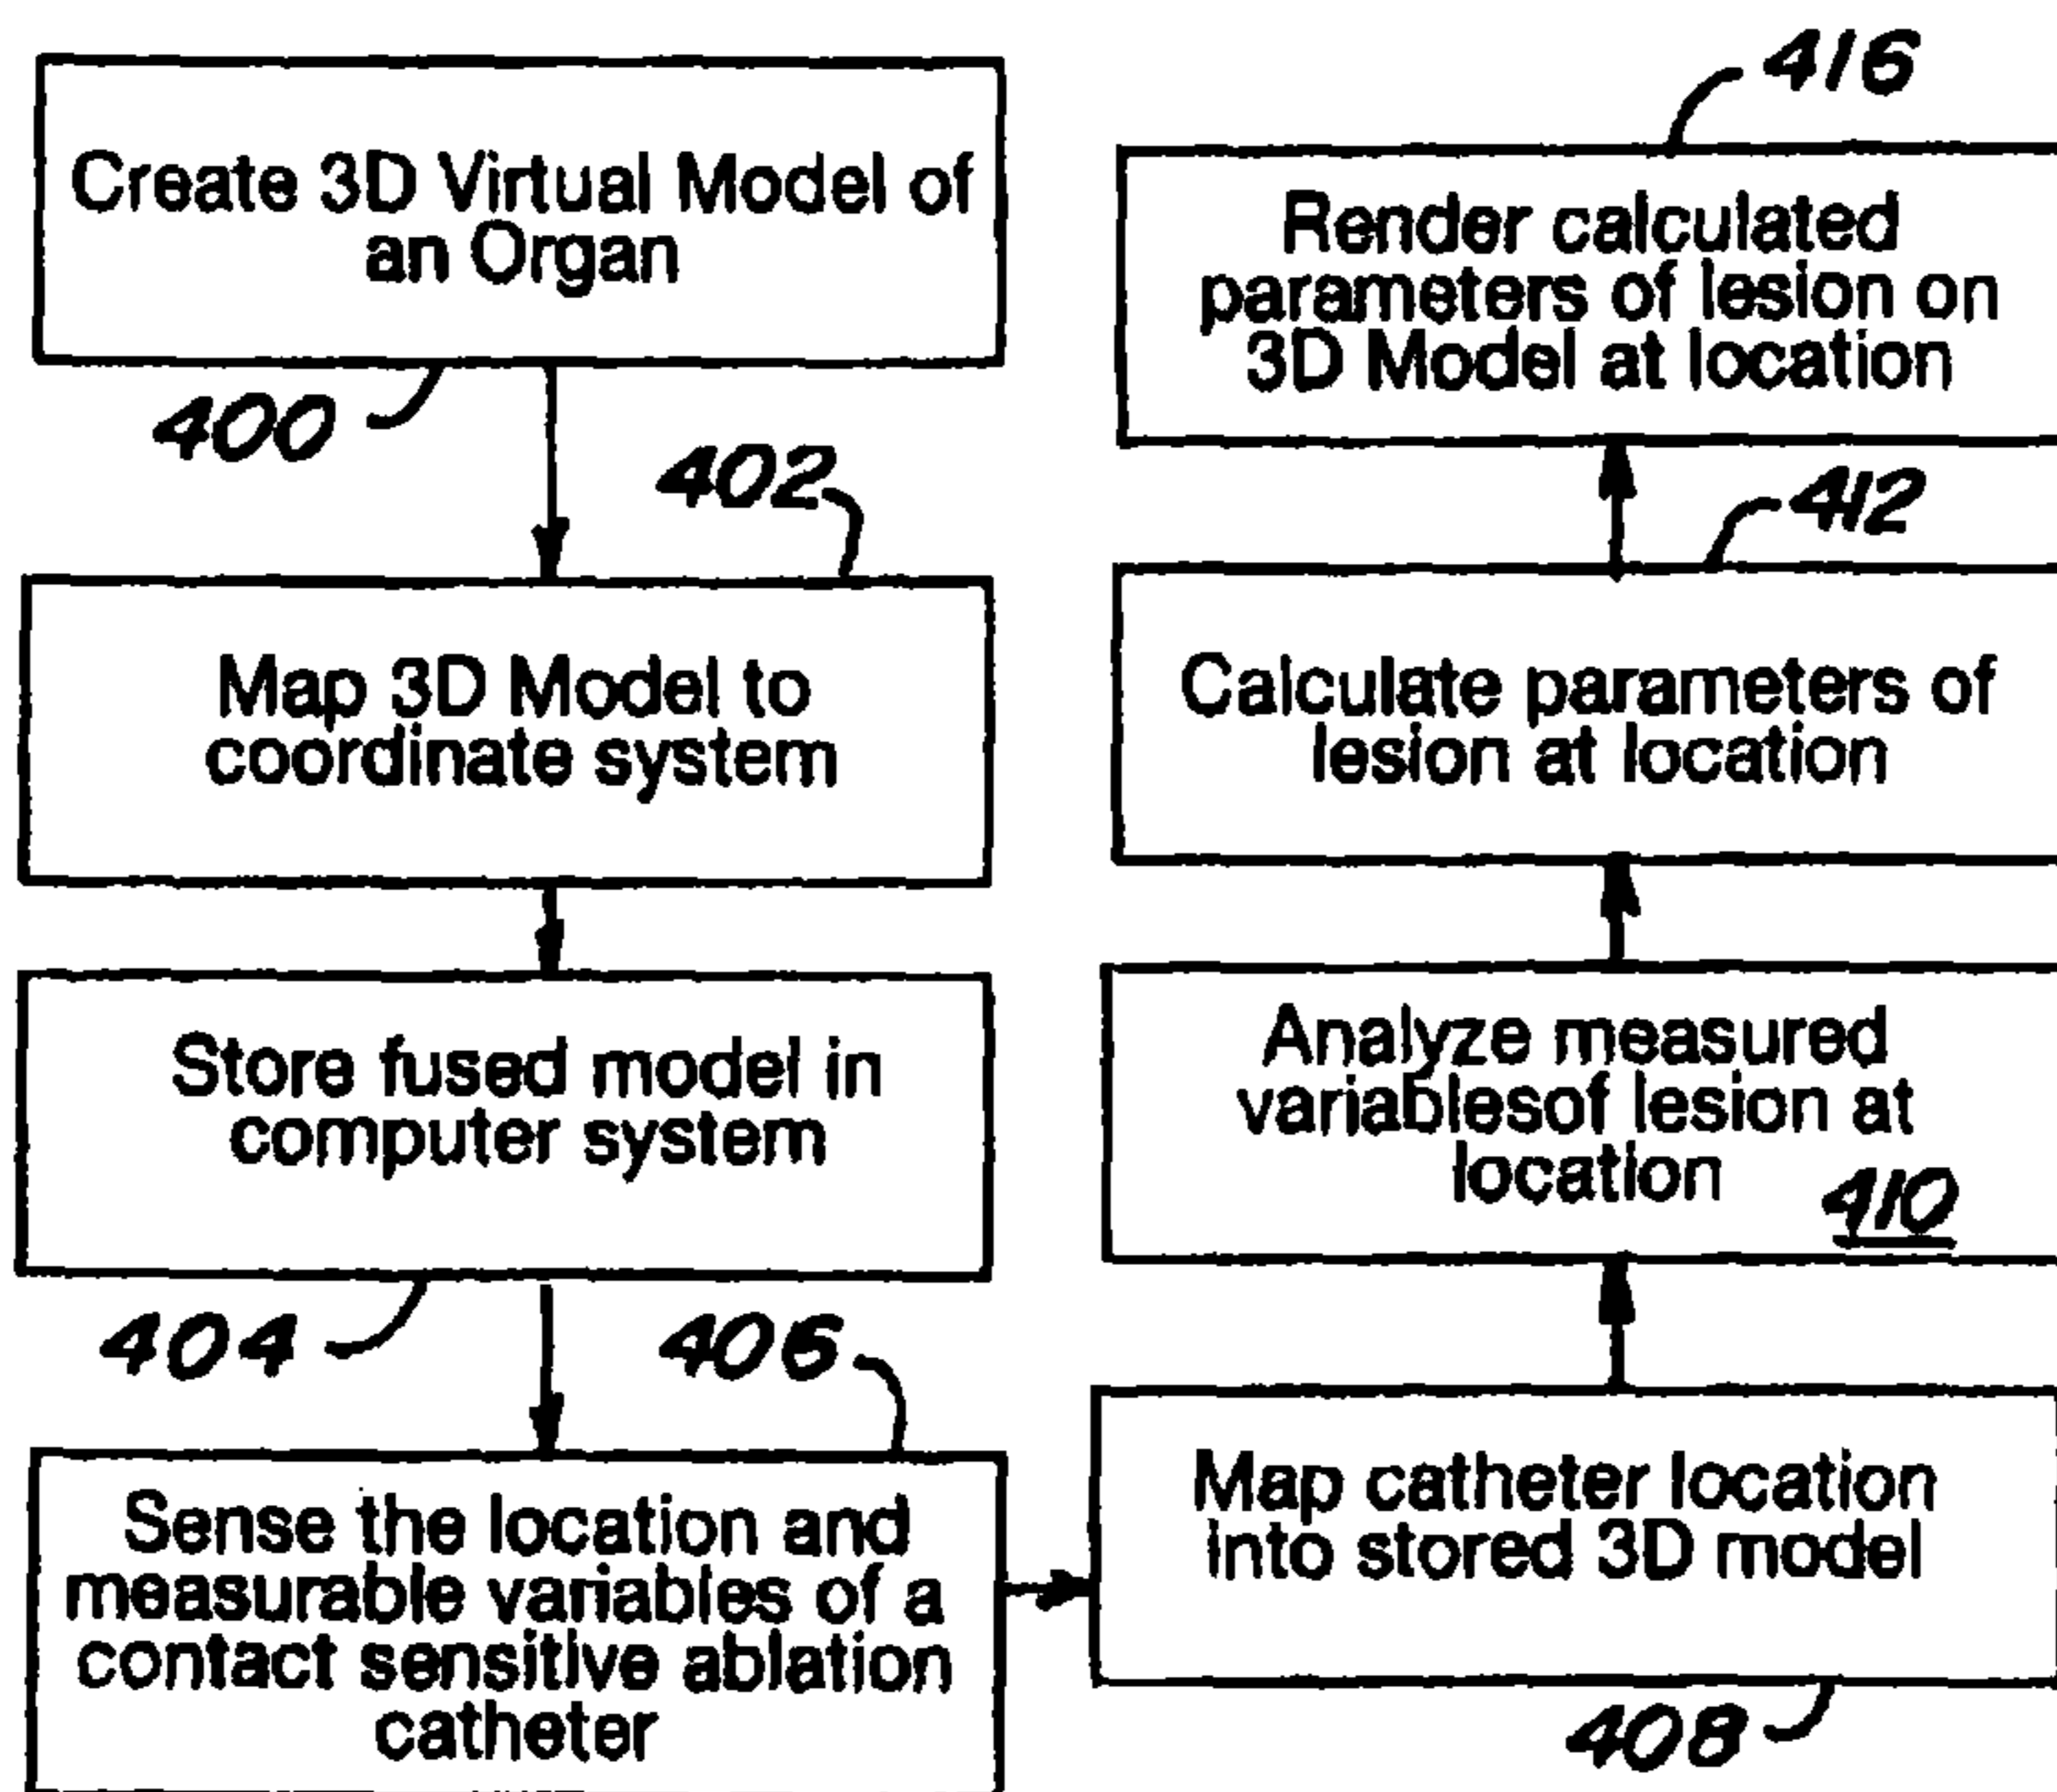 Create 3D Virtual Model of
an Organ
400
402
Map 3D Model to
coordinate system
Store fused model in
computer system
404
406
Sense the location and
measurable variables of a
contact sensitive ablation
catheter
416
Render calculated
parameters of lesion on
3D Model at location
412
Calculate parameters of
lesion at location
Analyze measured
variablesof lesion at
location
410
Map catheter location
into stored 3D model
408